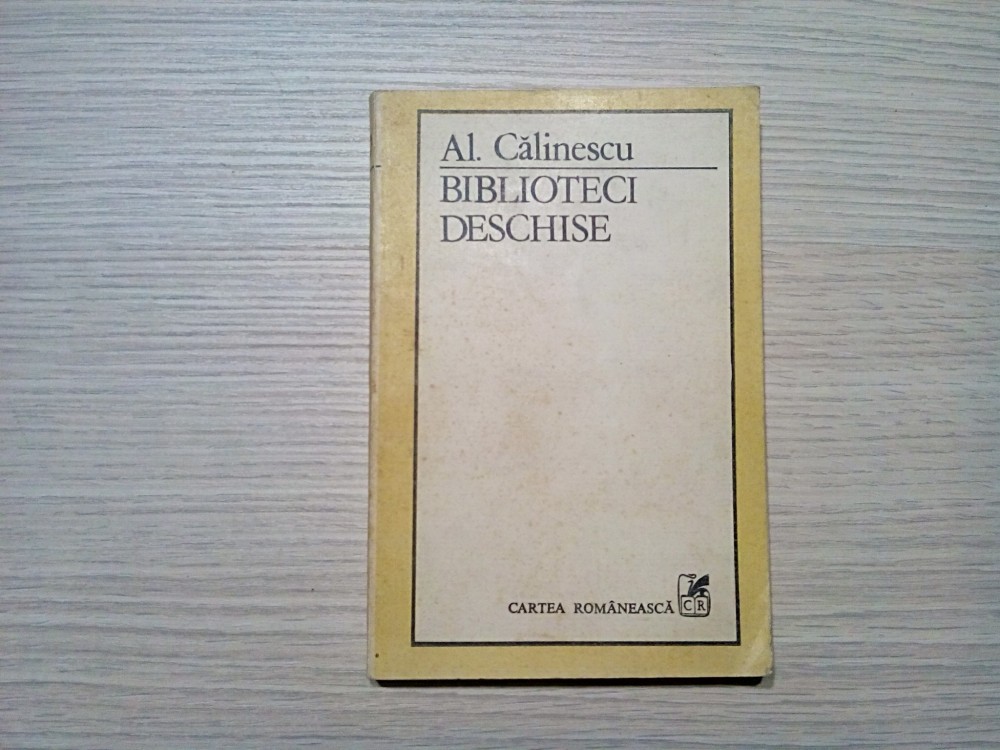 Al. Călinescu
BIBLIOTECI
DESCHISE
CARTEA ROMÂNEASCĂ CR